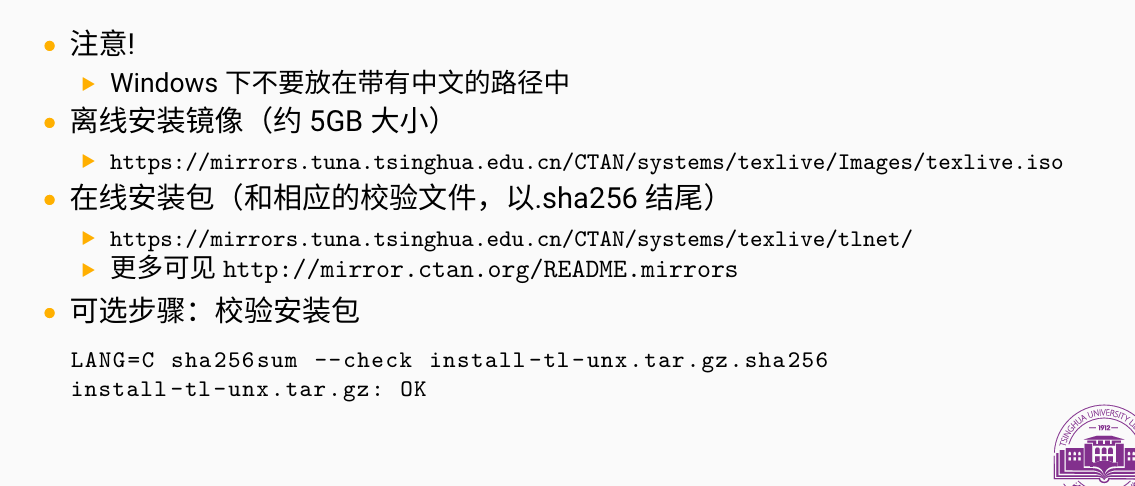 注意!
Windows 下不要放在带有中文的路径中
离线安装镜像（约 5GB 大小）
https://mirrors.tuna.tsinghua.edu.cn/CTAN/systems/texlive/Images/texlive.iso
在线安装包（和相应的校验文件，以.sha256 结尾）
https://mirrors.tuna.tsinghua.edu.cn/CTAN/systems/texlive/tlnet/
更多可见 http://mirror.ctan.org/README.mirrors
可选步骤：校验安装包
LANG=C sha256sum --check install-tl-unx.tar.gz.sha256
install-tl-unx.tar.gz: OK
TSINGHUA UNIVERSITY
1912